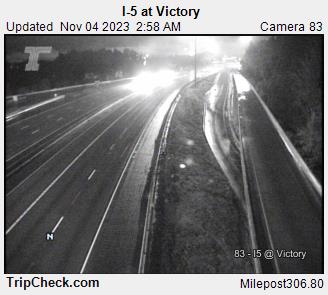 I-5 at Victory
Updated Nov 04 2023 2:58 AM Camera 83
T
N
83 - I5 @ Victory
TripCheck.com Milepost306.80